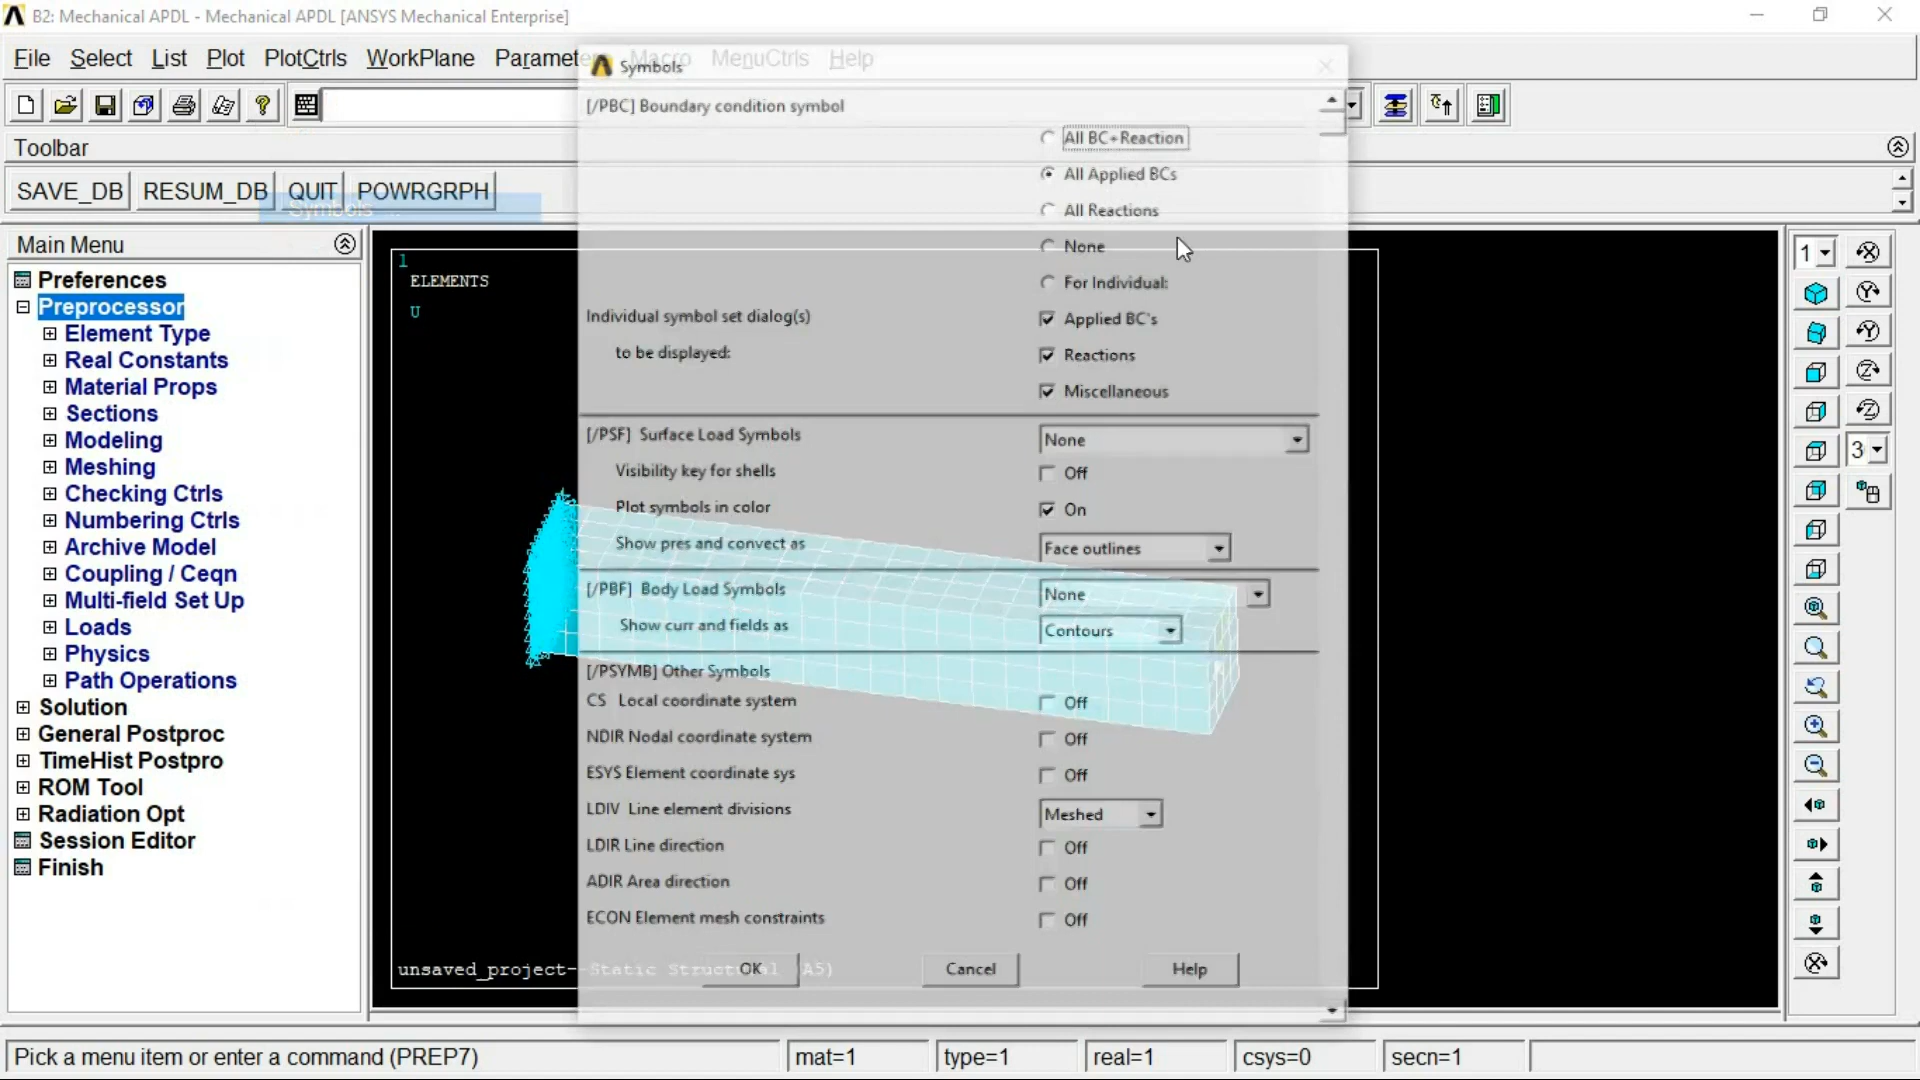 B2: Mechanical APDL - Mechanical APDL [ANSYS Mechanical Enterprise]
File Select List Plot PlotCtrls WorkPlane Parameters Macro MenuCtrls Help
Symbols
[/PBC] Boundary condition symbol
All BC+Reaction
Toolbar
All Applied BCs
SAVE_DB RESUM_DB QUIT POWRGRPH
Symbols ...
All Reactions
Main Menu
None
For Individual:
Individual symbol set dialog(s)
Applied BC's
to be displayed:
Reactions
Miscellaneous
[/PSF] Surface Load Symbols
None
Visibility key for shells
Off
Plot symbols in color
On
Show pres and convect as
Face outlines
[/PBF] Body Load Symbols
None
Show curr and fields as
Contours
[/PSYMB] Other Symbols
CS Local coordinate system
Off
NDIR Nodal coordinate system
Off
ESYS Element coordinate sys
Off
LDIV Line element divisions
Meshed
LDIR Line direction
Off
ADIR Area direction
Off
ECON Element mesh constraints
Off
OK Cancel Help
Preferences
Preprocessor
Element Type
Real Constants
Material Props
Sections
Modeling
Meshing
Checking Ctrls
Numbering Ctrls
Archive Model
Coupling / Ceqn
Multi-field Set Up
Loads
Physics
Path Operations
Solution
General Postproc
TimeHist Postpro
ROM Tool
Radiation Opt
Session Editor
Finish
1
ELEMENTS
U
unsaved_project--Static Structural (A5)
1
3
Pick a menu item or enter a command (PREP7) mat=1 type=1 real=1 csys=0 secn=1